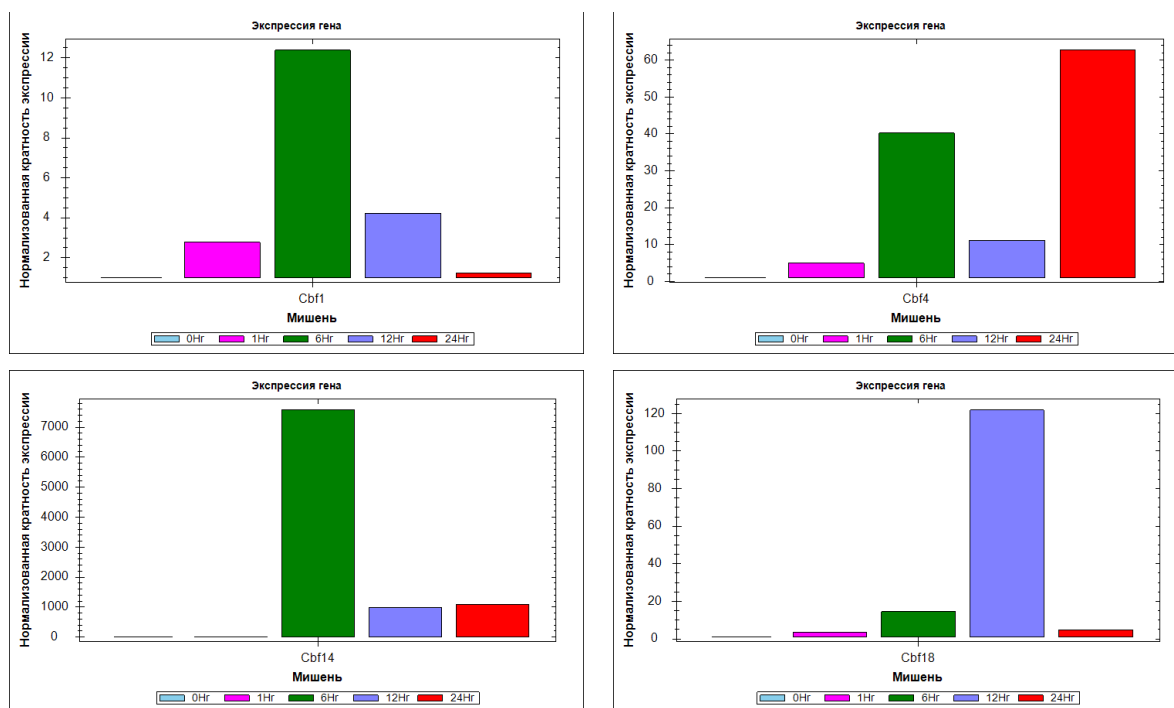 Экспрессия гена
Нормализованная кратность экспрессии
12
10
8
6
4
2
Cbf1
Мишень
0Hr 1Hr 6Hr 12Hr 24Hr
Экспрессия гена
Нормализованная кратность экспрессии
60
50
40
30
20
10
0
Cbf4
Мишень
0Hr 1Hr 6Hr 12Hr 24Hr
Экспрессия гена
Нормализованная кратность экспрессии
7000
6000
5000
4000
3000
2000
1000
0
Cbf14
Мишень
0Hr 1Hr 6Hr 12Hr 24Hr
Экспрессия гена
Нормализованная кратность экспрессии
120
100
80
60
40
20
0
Cbf18
Мишень
0Hr 1Hr 6Hr 12Hr 24Hr